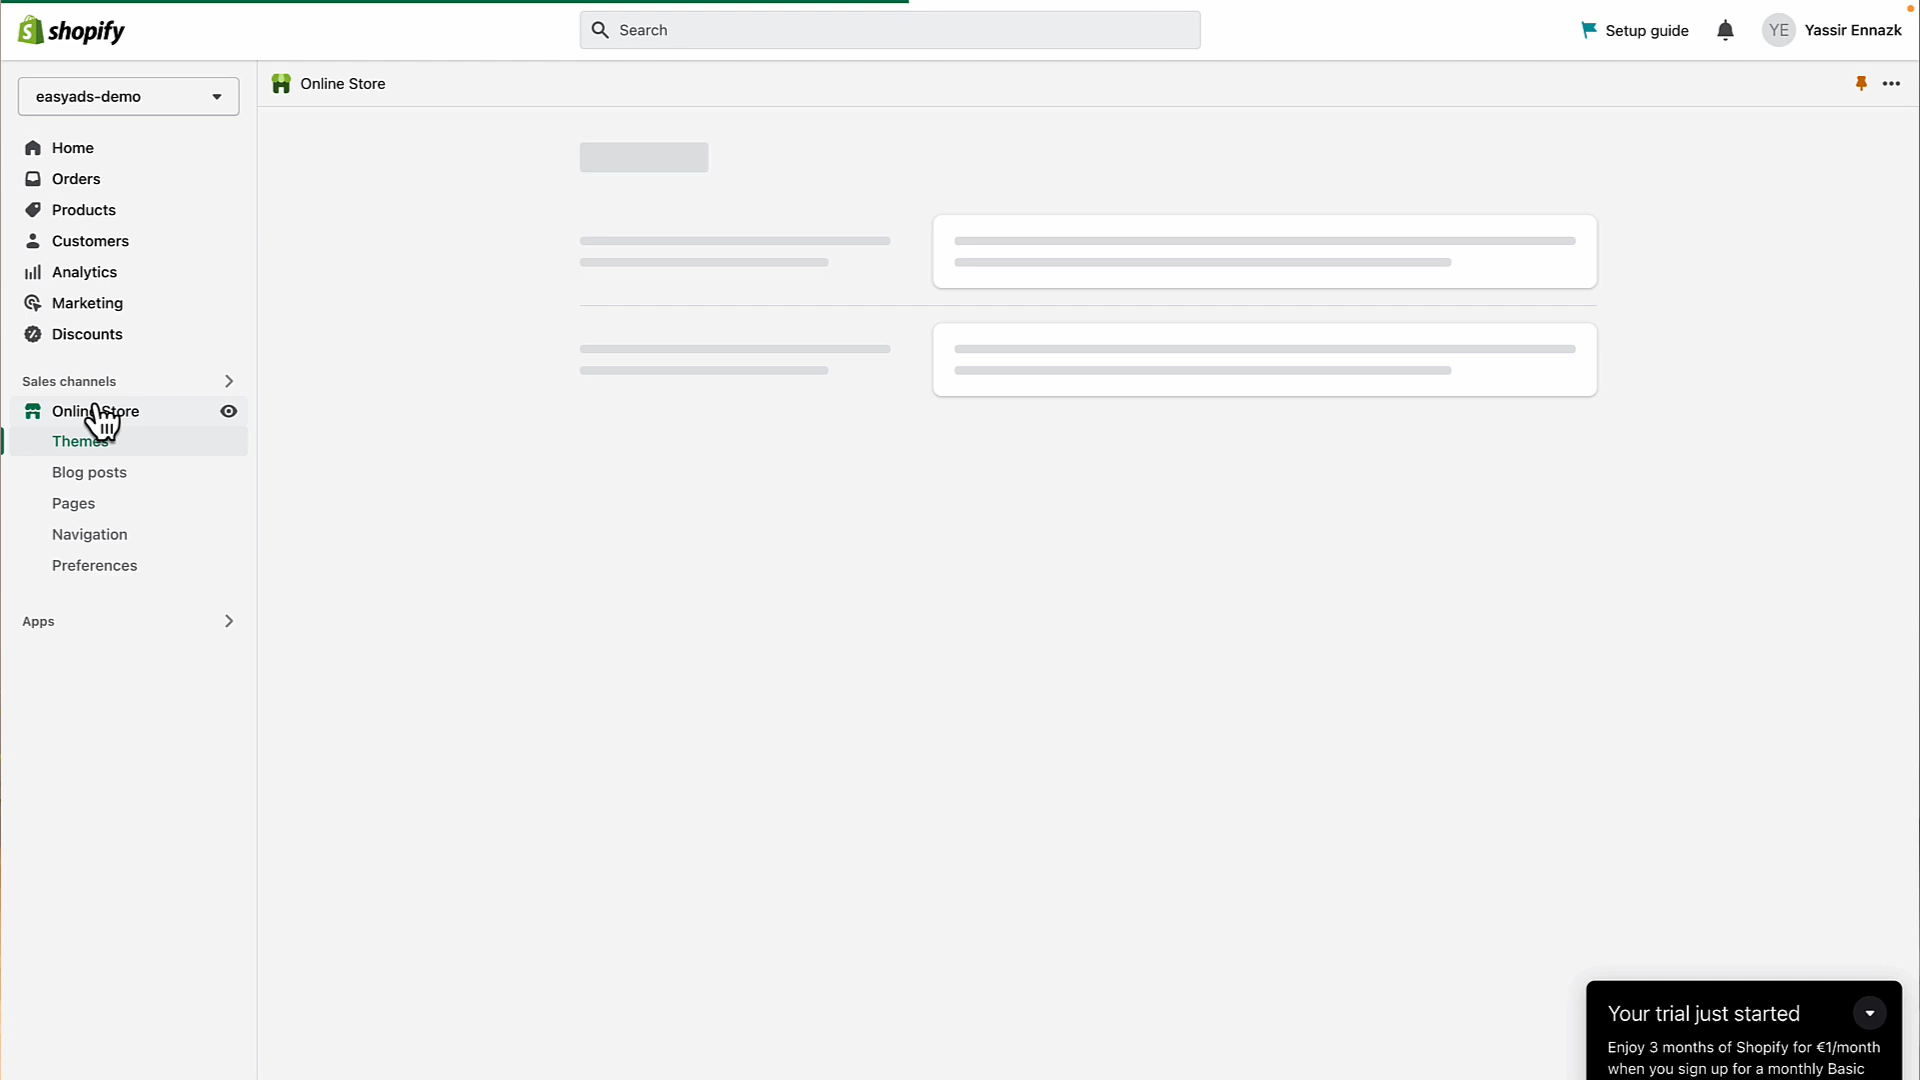 shopify
Search
Setup guide
YE
Yassir Ennazk
easyads-demo
Online Store
Home
Orders
Products
Customers
Analytics
Marketing
Discounts
Sales channels
Online Store
Themes
Blog posts
Pages
Navigation
Preferences
Apps
Your trial just started
Enjoy 3 months of Shopify for €1/month
when you sign up for a monthly Basic